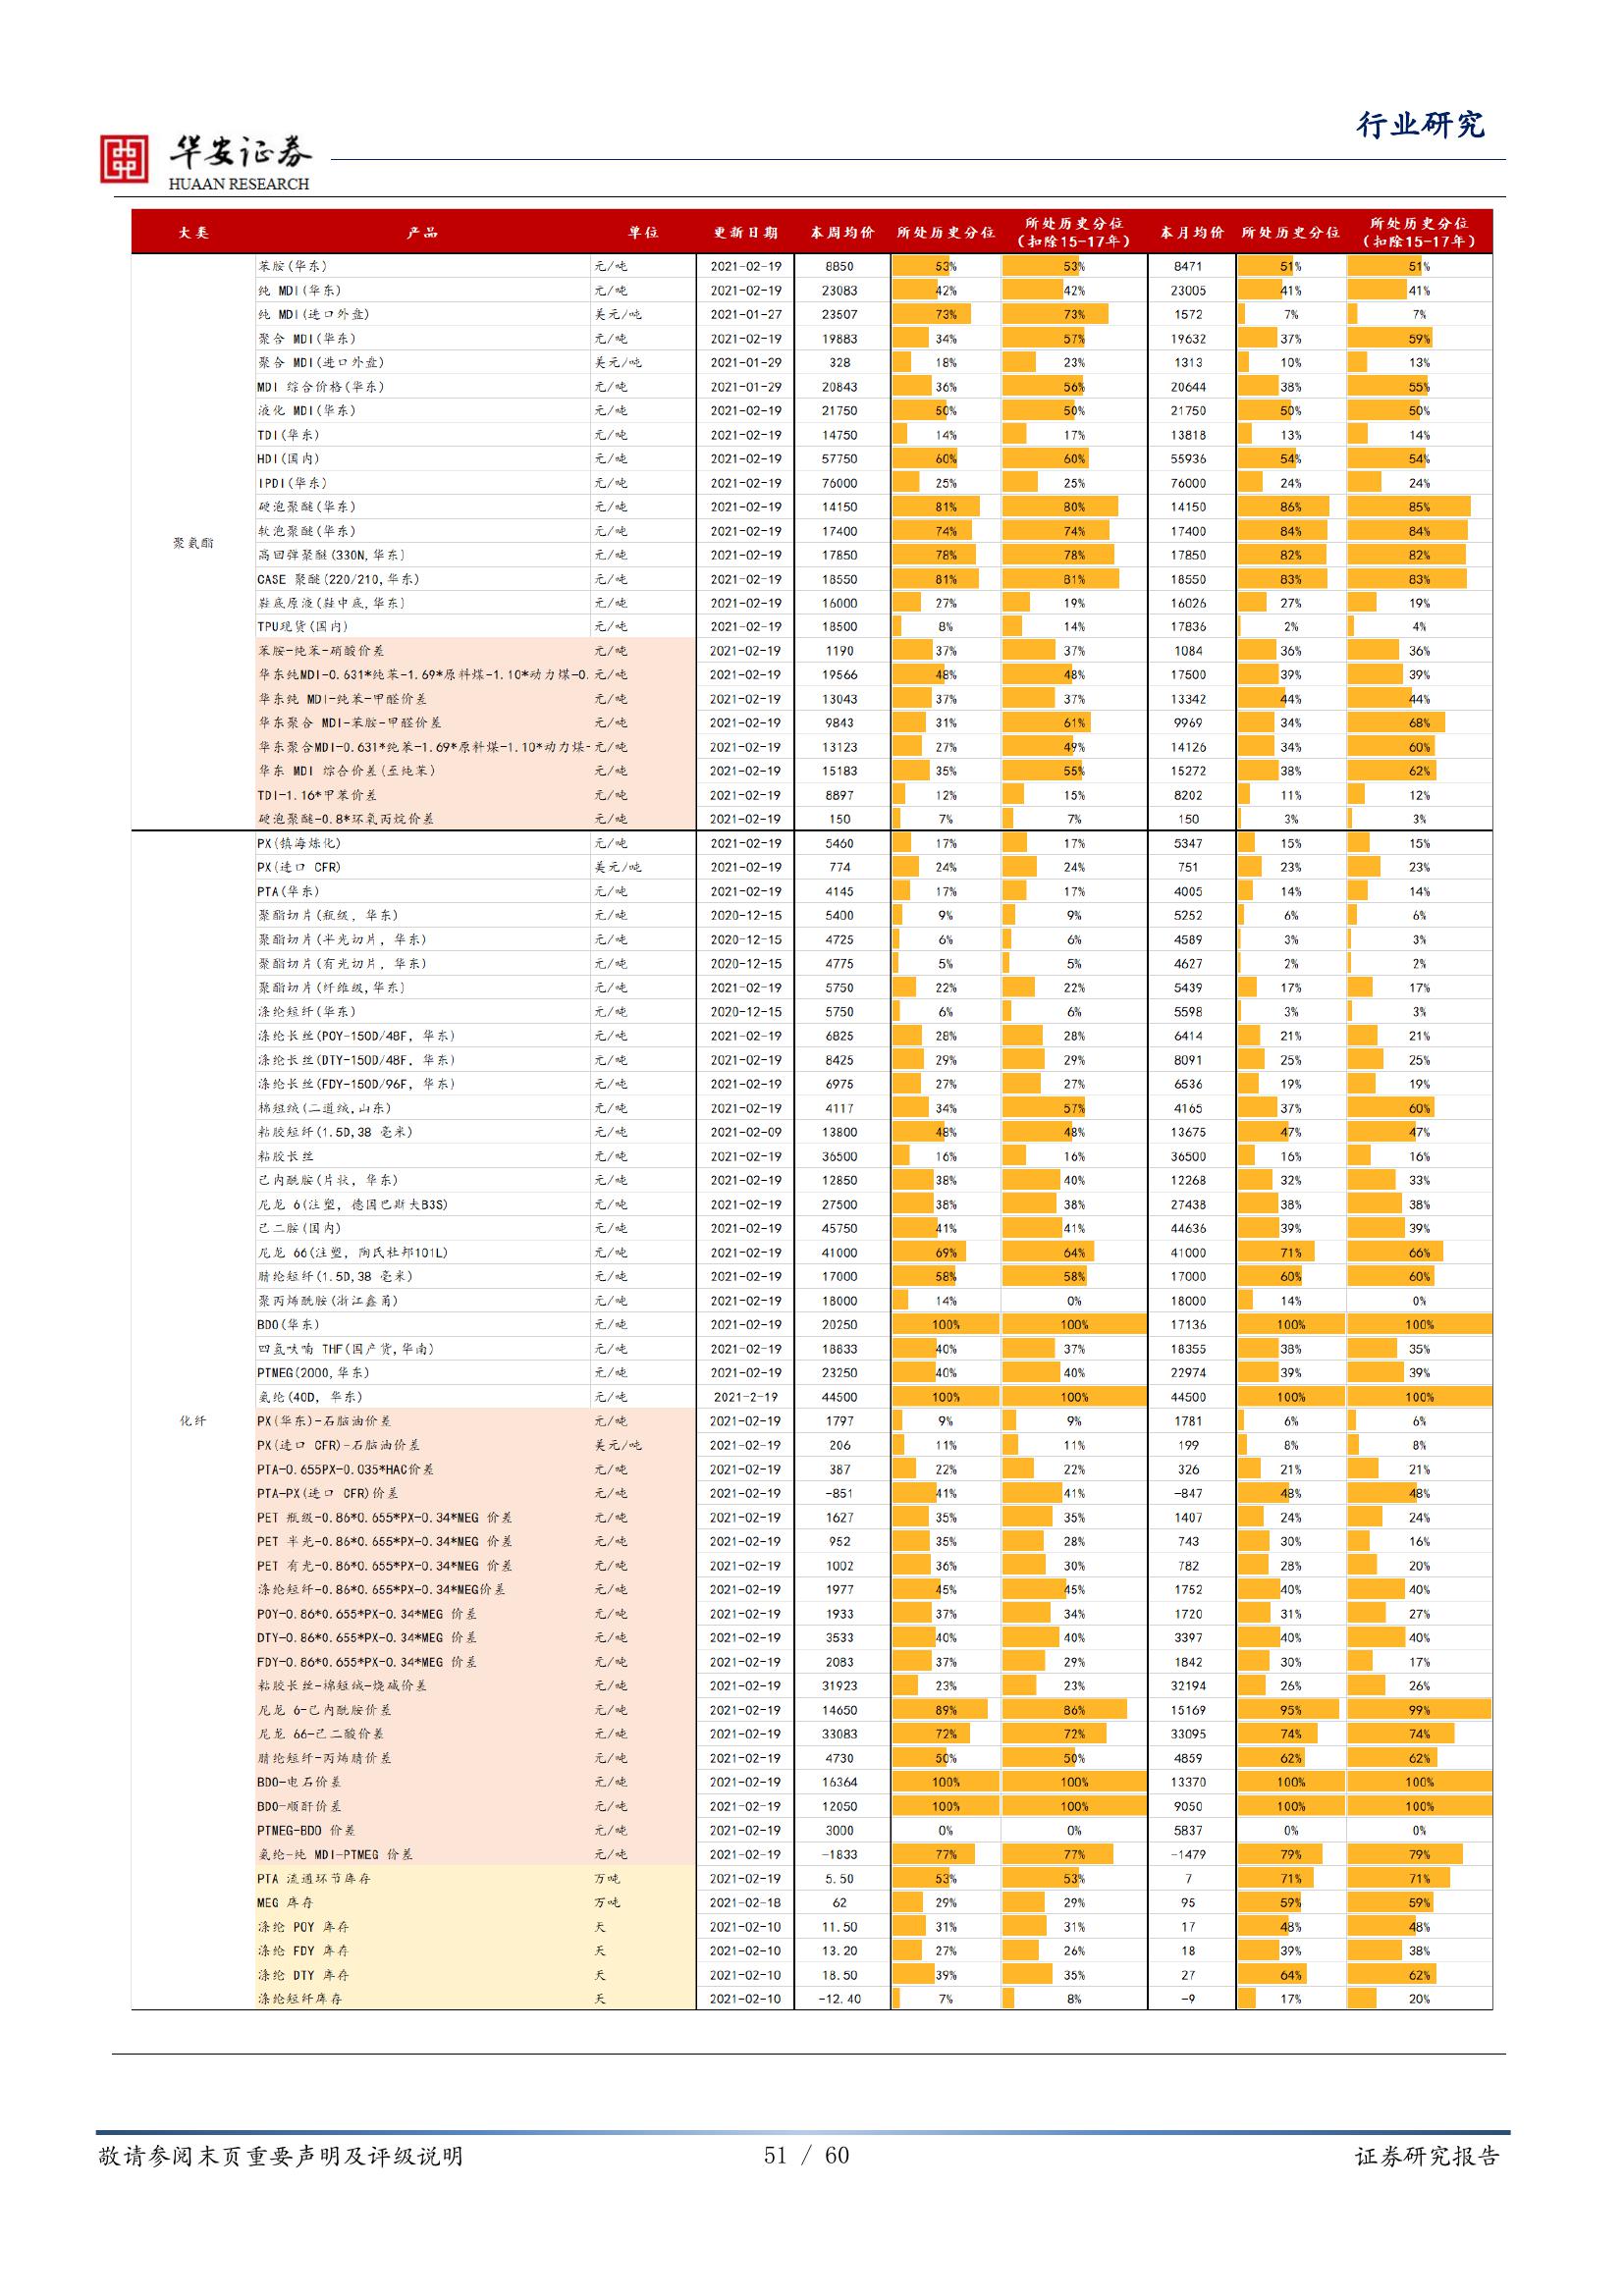 行业研究
华安证券
HUAAN RESEARCH
大类 产品 单位 更新日期 本周均价 所处历史分位 所处历史分位（扣除15-17年） 本月均价 所处历史分位 所处历史分位（扣除15-17年）
聚氨酯
苯胺(华东) 元/吨 2021-02-19 8850 53% 53% 8471 51% 51%
纯 MDI(华东) 元/吨 2021-02-19 23083 42% 42% 23005 41% 41%
纯 MDI(进口外盘) 美元/吨 2021-01-27 23507 73% 73% 1572 7% 7%
聚合 MDI(华东) 元/吨 2021-02-19 19883 34% 57% 19632 37% 59%
聚合 MDI(进口外盘) 美元/吨 2021-01-29 328 18% 23% 1313 10% 13%
MDI 综合价格(华东) 元/吨 2021-01-29 20843 36% 56% 20644 38% 55%
液化 MDI(华东) 元/吨 2021-02-19 21750 50% 50% 21750 50% 50%
TDI(华东) 元/吨 2021-02-19 14750 14% 17% 13818 13% 14%
HDI(国内) 元/吨 2021-02-19 57750 60% 60% 55936 54% 54%
IPDI(华东) 元/吨 2021-02-19 76000 25% 25% 76000 24% 24%
硬泡聚醚(华东) 元/吨 2021-02-19 14150 81% 80% 14150 86% 85%
软泡聚醚(华东) 元/吨 2021-02-19 17400 74% 74% 17400 84% 84%
高回弹聚醚(330N,华东) 元/吨 2021-02-19 17850 78% 78% 17850 82% 82%
CASE 聚醚(220/210,华东) 元/吨 2021-02-19 18550 81% 81% 18550 83% 83%
鞋底原液(鞋中底,华东) 元/吨 2021-02-19 16000 27% 19% 16026 27% 19%
TPU现货(国内) 元/吨 2021-02-19 18500 8% 14% 17836 2% 4%
苯胺-纯苯-硝酸价差 元/吨 2021-02-19 1190 37% 37% 1084 36% 36%
华东纯MDI-0.631*纯苯-1.69*原料煤-1.10*动力煤-0. 元/吨 2021-02-19 19566 48% 48% 17500 39% 39%
华东纯 MDI-纯苯-甲醛价差 元/吨 2021-02-19 13043 37% 37% 13342 44% 44%
华东聚合 MDI-苯胺-甲醛价差 元/吨 2021-02-19 9843 31% 61% 9969 34% 68%
华东聚合MDI-0.631*纯苯-1.69*原料煤-1.10*动力煤- 元/吨 2021-02-19 13123 27% 49% 14126 34% 60%
华东 MDI 综合价差(至纯苯) 元/吨 2021-02-19 15183 35% 55% 15272 38% 62%
TDI-1.16*甲苯价差 元/吨 2021-02-19 8897 12% 15% 8202 11% 12%
硬泡聚醚-0.8*环氧丙烷价差 元/吨 2021-02-19 150 7% 7% 150 3% 3%
化纤
PX(镇海炼化) 元/吨 2021-02-19 5460 17% 17% 5347 15% 15%
PX(进口 CFR) 美元/吨 2021-02-19 774 24% 24% 751 23% 23%
PTA(华东) 元/吨 2021-02-19 4145 17% 17% 4005 14% 14%
聚酯切片(瓶级, 华东) 元/吨 2020-12-15 5400 9% 9% 5252 6% 6%
聚酯切片(半光切片, 华东) 元/吨 2020-12-15 4725 6% 6% 4589 3% 3%
聚酯切片(有光切片, 华东) 元/吨 2020-12-15 4775 5% 5% 4627 2% 2%
聚酯切片(纤维级,华东) 元/吨 2021-02-19 5750 22% 22% 5439 17% 17%
涤纶短纤(华东) 元/吨 2020-12-15 5750 6% 6% 5598 3% 3%
涤纶长丝(POY-150D/48F, 华东) 元/吨 2021-02-19 6825 28% 28% 6414 21% 21%
涤纶长丝(DTY-150D/48F, 华东) 元/吨 2021-02-19 8425 29% 29% 8091 25% 25%
涤纶长丝(FDY-150D/96F, 华东) 元/吨 2021-02-19 6975 27% 27% 6536 19% 19%
棉短绒(二道绒,山东) 元/吨 2021-02-19 4117 34% 57% 4165 37% 60%
粘胶短纤(1.5D,38 毫米) 元/吨 2021-02-09 13800 48% 48% 13675 47% 47%
粘胶长丝 元/吨 2021-02-19 36500 16% 16% 36500 16% 16%
己内酰胺(片状, 华东) 元/吨 2021-02-19 12850 38% 40% 12268 32% 33%
尼龙 6(注塑, 德国巴斯夫B3S) 元/吨 2021-02-19 27500 38% 38% 27438 38% 38%
己二胺(国内) 元/吨 2021-02-19 45750 41% 41% 44636 39% 39%
尼龙 66(注塑, 陶氏杜邦101L) 元/吨 2021-02-19 41000 69% 64% 41000 71% 66%
腈纶短纤(1.5D,38 毫米) 元/吨 2021-02-19 17000 58% 58% 17000 60% 60%
聚丙烯酰胺(浙江鑫甬) 元/吨 2021-02-19 18000 14% 0% 18000 14% 0%
BDO(华东) 元/吨 2021-02-19 20250 100% 100% 17136 100% 100%
四氢呋喃 THF(国产货,华南) 元/吨 2021-02-19 18833 40% 37% 18355 38% 35%
PTMEG(2000,华东) 元/吨 2021-02-19 23250 40% 40% 22974 39% 39%
氨纶(40D, 华东) 元/吨 2021-2-19 44500 100% 100% 44500 100% 100%
PX(华东)-石脑油价差 元/吨 2021-02-19 1797 9% 9% 1781 6% 6%
PX(进口 CFR)-石脑油价差 美元/吨 2021-02-19 206 11% 11% 199 8% 8%
PTA-0.655PX-0.035*HAC价差 元/吨 2021-02-19 387 22% 22% 326 21% 21%
PTA-PX(进口 CFR)价差 元/吨 2021-02-19 -851 41% 41% -847 48% 48%
PET 瓶级-0.86*0.655*PX-0.34*MEG 价差 元/吨 2021-02-19 1627 35% 35% 1407 24% 24%
PET 半光-0.86*0.655*PX-0.34*MEG 价差 元/吨 2021-02-19 952 35% 28% 743 30% 16%
PET 有光-0.86*0.655*PX-0.34*MEG 价差 元/吨 2021-02-19 1002 36% 30% 782 28% 20%
涤纶短纤-0.86*0.655*PX-0.34*MEG价差 元/吨 2021-02-19 1977 45% 45% 1752 40% 40%
POY-0.86*0.655*PX-0.34*MEG 价差 元/吨 2021-02-19 1933 37% 34% 1720 31% 27%
DTY-0.86*0.655*PX-0.34*MEG 价差 元/吨 2021-02-19 3533 40% 40% 3397 40% 40%
FDY-0.86*0.655*PX-0.34*MEG 价差 元/吨 2021-02-19 2083 37% 29% 1842 30% 17%
粘胶长丝-棉短绒-烧碱价差 元/吨 2021-02-19 31923 23% 23% 32194 26% 26%
尼龙 6-己内酰胺价差 元/吨 2021-02-19 14650 89% 86% 15169 95% 99%
尼龙 66-己二酸价差 元/吨 2021-02-19 33083 72% 72% 33095 74% 74%
腈纶短纤-丙烯腈价差 元/吨 2021-02-19 4730 50% 50% 4859 62% 62%
BDO-电石价差 元/吨 2021-02-19 16364 100% 100% 13370 100% 100%
BDO-顺酐价差 元/吨 2021-02-19 12050 100% 100% 9050 100% 100%
PTMEG-BDO 价差 元/吨 2021-02-19 3000 0% 0% 5837 0% 0%
氨纶-纯 MDI-PTMEG 价差 元/吨 2021-02-19 -1833 77% 77% -1479 79% 79%
PTA 流通环节库存 万吨 2021-02-19 5.50 53% 53% 7 71% 71%
MEG 库存 万吨 2021-02-18 62 29% 29% 95 59% 59%
涤纶 POY 库存 天 2021-02-10 11.50 31% 31% 17 48% 48%
涤纶 FDY 库存 天 2021-02-10 13.20 27% 26% 18 39% 38%
涤纶 DTY 库存 天 2021-02-10 18.50 39% 35% 27 64% 62%
涤纶短纤库存 天 2021-02-10 -12.40 7% 8% -9 17% 20%
敬请参阅末页重要声明及评级说明 51 / 60 证券研究报告